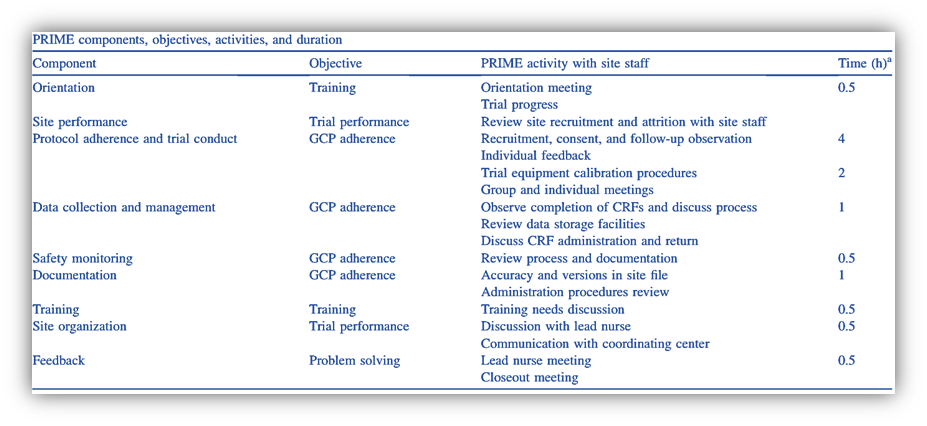 PRIME components, objectives, activities, and duration
Component Objective PRIME activity with site staff Time (h)a
Orientation Training Orientation meeting 0.5
Trial progress
Site performance Trial performance Review site recruitment and attrition with site staff
Protocol adherence and trial conduct GCP adherence Recruitment, consent, and follow-up observation 4
Individual feedback
Trial equipment calibration procedures 2
Group and individual meetings
Data collection and management GCP adherence Observe completion of CRFs and discuss process 1
Review data storage facilities
Discuss CRF administration and return
Safety monitoring GCP adherence Review process and documentation 0.5
Documentation GCP adherence Accuracy and versions in site file 1
Administration procedures review
Training Training Training needs discussion 0.5
Site organization Trial performance Discussion with lead nurse 0.5
Communication with coordinating center
Feedback Problem solving Lead nurse meeting 0.5
Closeout meeting